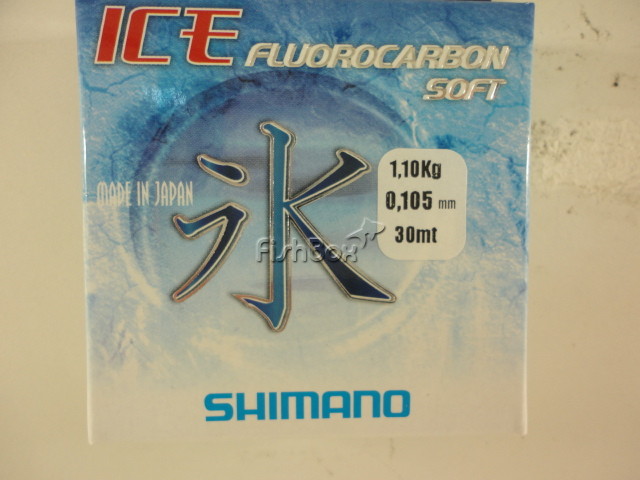 ICE FLUOROCARBON
SOFT
氷
MADE IN JAPAN
1,10Kg
0,105 mm
30mt
FishBox
SHIMANO